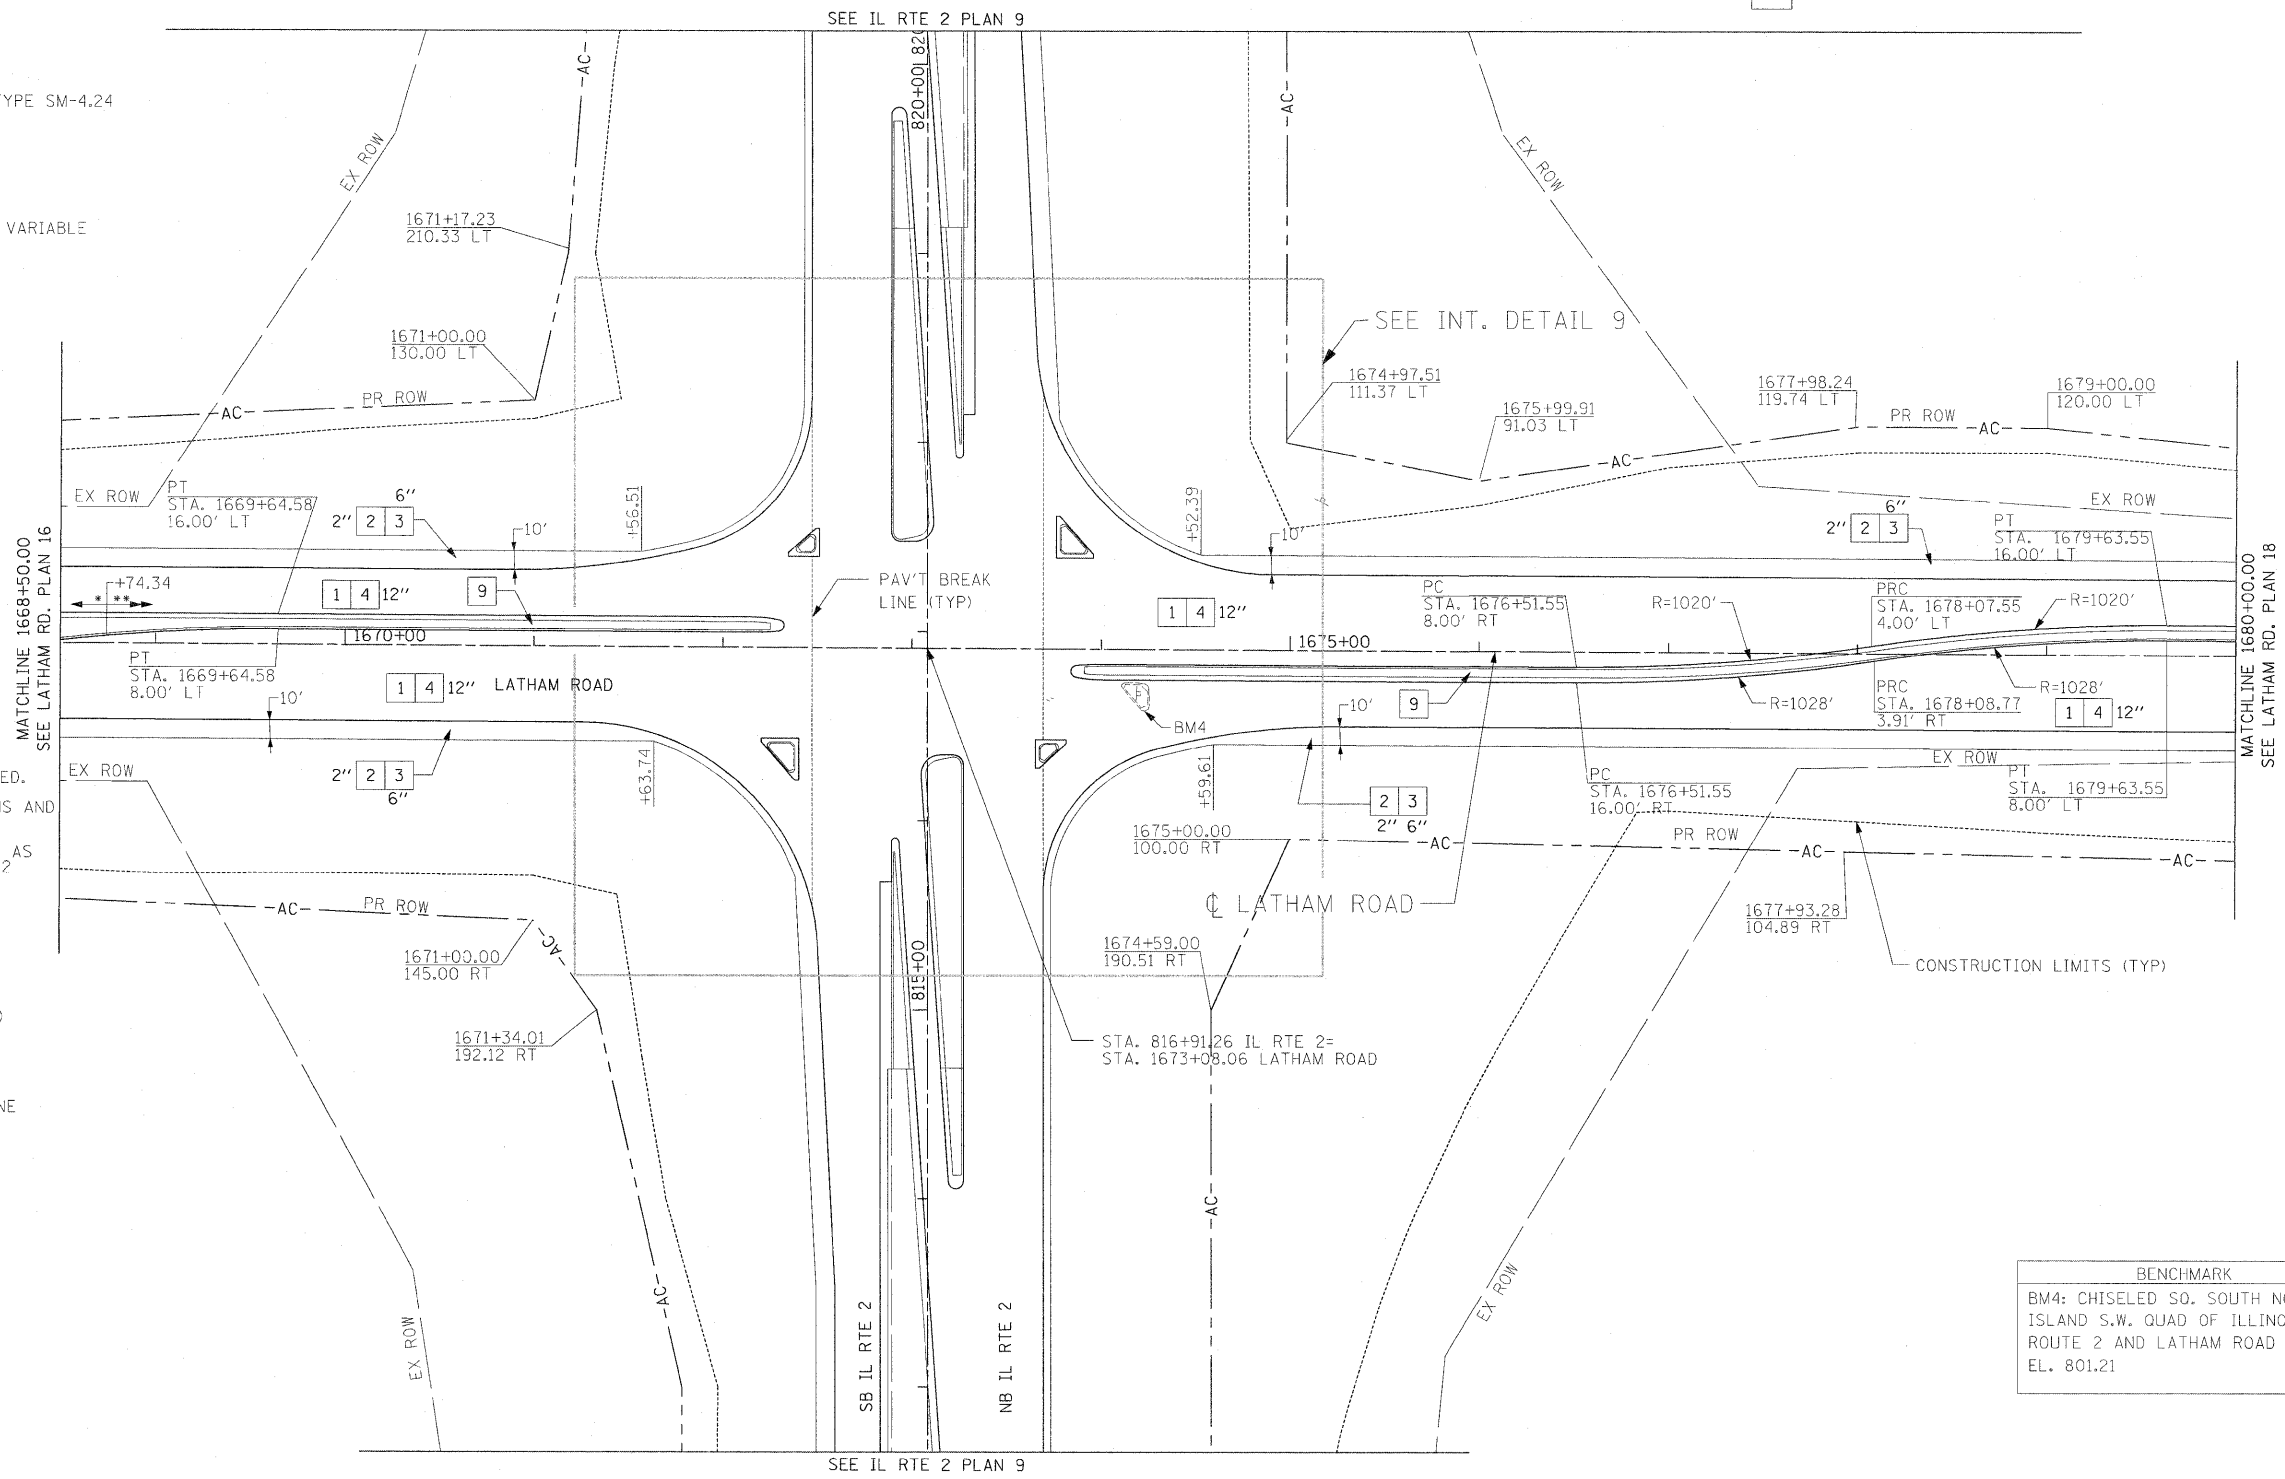 SEE IL RTE 2 PLAN 9
TYPE SM-4.24
VARIABLE
820+00
820
AC
AC
EX ROW
EX ROW
1671+17.23
210.33 LT
1671+00.00
130.00 LT
SEE INT. DETAIL 9
1674+97.51
111.37 LT
1675+99.91
91.03 LT
1677+98.24
119.74 LT
1679+00.00
120.00 LT
AC PR ROW
PR ROW AC
AC
EX ROW
EX ROW
PT
STA. 1669+64.58
16.00' LT
6"
2" 2 3
10'
+56.51
+52.39
10'
6"
2" 2 3
PT
STA. 1679+63.55
16.00' LT
MATCHLINE 1668+50.00
SEE LATHAM RD. PLAN 16
MATCHLINE 1680+00.00
SEE LATHAM RD. PLAN 18
+74.34
* **
1 4 12"
9
PAV'T BREAK
LINE (TYP)
1 4 12"
PC
STA. 1676+51.55
8.00' RT
R=1020'
PRC
STA. 1678+07.55
4.00' LT
R=1020'
1670+00
1675+00
PT
STA. 1669+64.58
8.00' LT
1 4 12" LATHAM ROAD
10'
BM4
9
10'
R=1028'
PRC
STA. 1678+08.77
3.91' RT
R=1028'
1 4 12"
EX ROW
2" 2 3
6"
+63.74
+59.61
PC
STA. 1676+51.55
16.00' RT
EX ROW
PT
STA. 1679+63.55
8.00' LT
ED.
S AND
AS
2
2 3
2" 6"
1675+00.00
100.00 RT
AC
PR ROW
AC
AC
AC PR ROW
AC
1671+00.00
145.00 RT
815+00
℄ LATHAM ROAD
1674+59.00
190.51 RT
1677+93.28
104.89 RT
CONSTRUCTION LIMITS (TYP)
1671+34.01
192.12 RT
STA. 816+91.26 IL RTE 2=
STA. 1673+08.06 LATHAM ROAD
NE
AC
AC
EX ROW
EX ROW
SB IL RTE 2
NB IL RTE 2
BENCHMARK
BM4: CHISELED SQ. SOUTH
ISLAND S.W. QUAD OF ILLINO
ROUTE 2 AND LATHAM ROAD
EL. 801.21
SEE IL RTE 2 PLAN 9